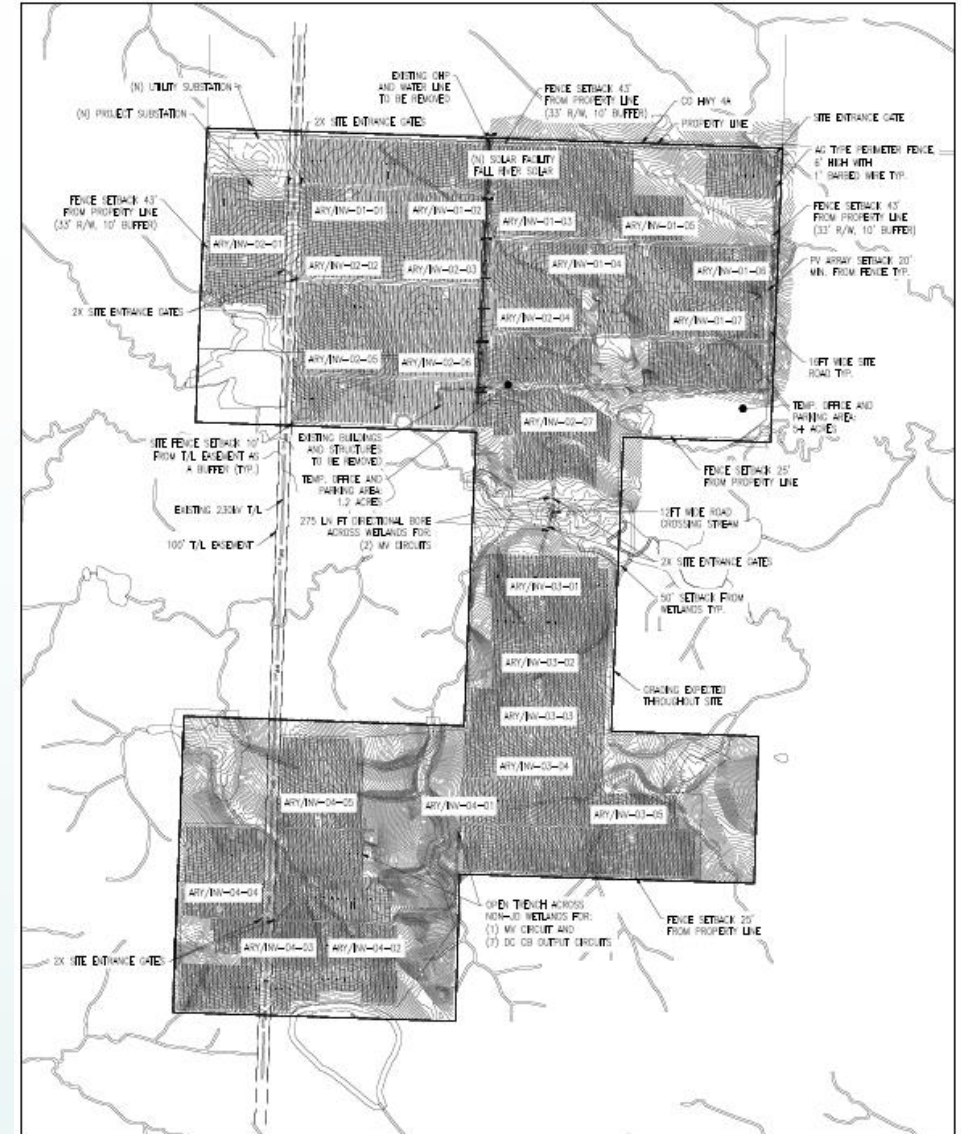 (N) UTILITY SUBSTATION
(N) PROJECT SUBSTATION
2X SITE ENTRANCE GATES
EXISTING OHP
AND WATER LINE
TO BE REMOVED
FENCE SETBACK 43'
FROM PROPERTY LINE
(33' R/W, 10' BUFFER)
CO HWY 4A
PROPERTY LINE
SITE ENTRANCE GATE
AG TYPE PERIMETER FENCE,
6' HIGH WITH
1' BARBED WIRE TYP.
(N) SOLAR FACILITY
FALL RIVER SOLAR
FENCE SETBACK 43'
FROM PROPERTY LINE
(33' R/W, 10' BUFFER)
FENCE SETBACK 43'
FROM PROPERTY LINE
(33' R/W, 10' BUFFER)
ARY/INV-01-01
ARY/INV-01-02
ARY/INV-01-03
ARY/INV-01-05
ARY/INV-02-01
ARY/INV-02-02
ARY/INV-02-03
ARY/INV-01-04
ARY/INV-01-06
PV ARRAY SETBACK 20'
MIN. FROM FENCE TYP.
2X SITE ENTRANCE GATES
ARY/INV-02-04
ARY/INV-01-07
ARY/INV-02-05
ARY/INV-02-06
16FT WIDE SITE
ROAD TYP.
TEMP. OFFICE AND
PARKING AREA:
5+ ACRES
ARY/INV-02-07
SITE FENCE SETBACK 10'
FROM T/L EASEMENT AS
A BUFFER (TYP.)
EXISTING BUILDINGS
AND STRUCTURES
TO BE REMOVED
TEMP. OFFICE AND
PARKING AREA:
1.2 ACRES
FENCE SETBACK 25'
FROM PROPERTY LINE
EXISTING 230kV T/L
100' T/L EASEMENT
275 LN FT DIRECTIONAL BORE
ACROSS WETLANDS FOR:
(2) MV CIRCUITS
12FT WIDE ROAD
CROSSING STREAM
2X SITE ENTRANCE GATES
50' SETBACK FROM
WETLANDS TYP.
ARY/INV-03-01
ARY/INV-03-02
GRADING EXPECTED
THROUGHOUT SITE
ARY/INV-03-03
ARY/INV-03-04
ARY/INV-04-05
ARY/INV-04-01
ARY/INV-03-05
ARY/INV-04-04
OPEN TRENCH ACROSS
NON-JD WETLANDS FOR:
(1) MV CIRCUIT AND
(7) DC CB OUTPUT CIRCUITS
FENCE SETBACK 25'
FROM PROPERTY LINE
ARY/INV-04-03
ARY/INV-04-02
2X SITE ENTRANCE GATES